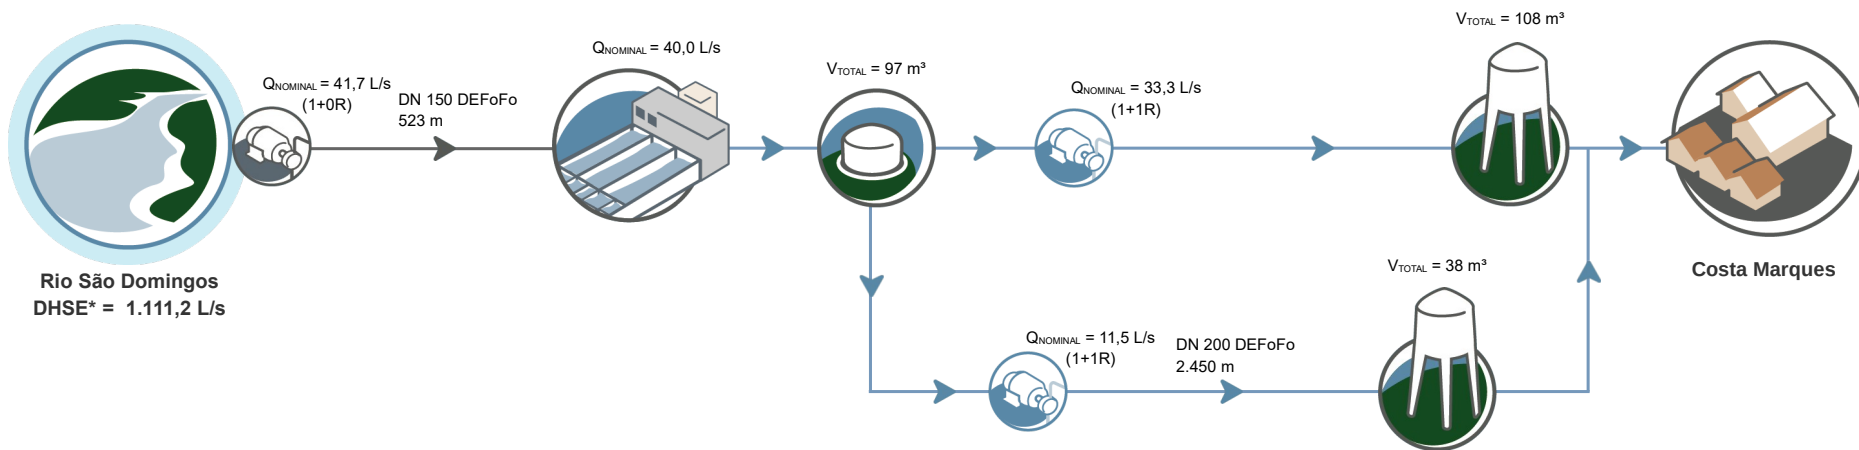 Rio São Domingos
DHSE* = 1.111,2 L/s
QNOMINAL = 41,7 L/s
(1+0R)
DN 150 DEFoFo
523 m
QNOMINAL = 40,0 L/s
VTOTAL = 97 m³
QNOMINAL = 33,3 L/s
(1+1R)
VTOTAL = 108 m³
QNOMINAL = 11,5 L/s
(1+1R)
DN 200 DEFoFo
2.450 m
VTOTAL = 38 m³
Costa Marques